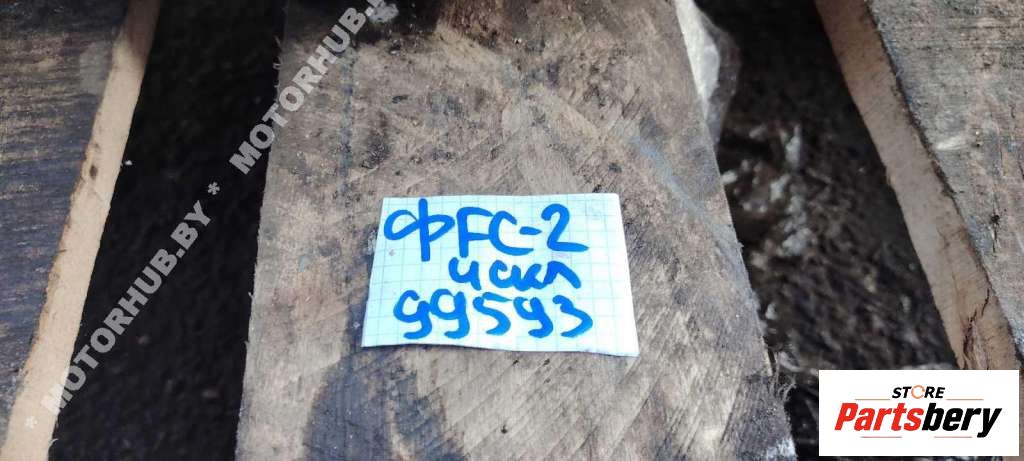 * MOTORHUB.BY * MOTORHUB.BY
ФFC-2
4 скл
99593
STORE
Partsbery